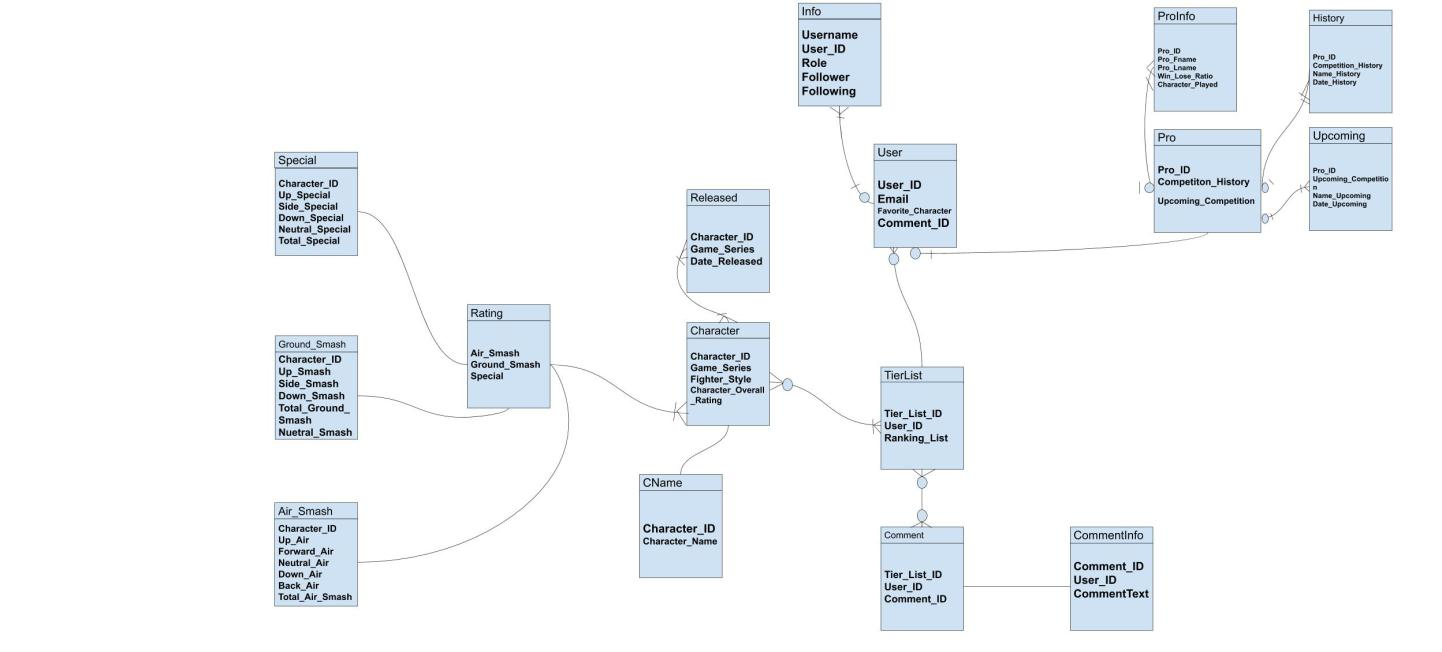 Info
Username
User_ID
Role
Follower
Following
ProInfo
Pro_ID
Pro_Fname
Pro_Lname
Win_Lose_Ratio
Character_Played
History
Pro_ID
Competition_History
Name_History
Date_History
Pro
Pro_ID
Competiton_History
Upcoming_Competition
Upcoming
Pro_ID
Upcoming_Competitio
n
Name_Upcoming
Date_Upcoming
User
User_ID
Email
Favorite_Character
Comment_ID
Special
Character_ID
Up_Special
Side_Special
Down_Special
Neutral_Special
Total_Special
Released
Character_ID
Game_Series
Date_Released
Rating
Air_Smash
Ground_Smash
Special
Character
Character_ID
Game_Series
Fighter_Style
Character_Overall
_Rating
Ground_Smash
Character_ID
Up_Smash
Side_Smash
Down_Smash
Total_Ground_
Smash
Nuetral_Smash
TierList
Tier_List_ID
User_ID
Ranking_List
CName
Character_ID
Character_Name
Air_Smash
Character_ID
Up_Air
Forward_Air
Neutral_Air
Down_Air
Back_Air
Total_Air_Smash
Comment
Tier_List_ID
User_ID
Comment_ID
CommentInfo
Comment_ID
User_ID
CommentText